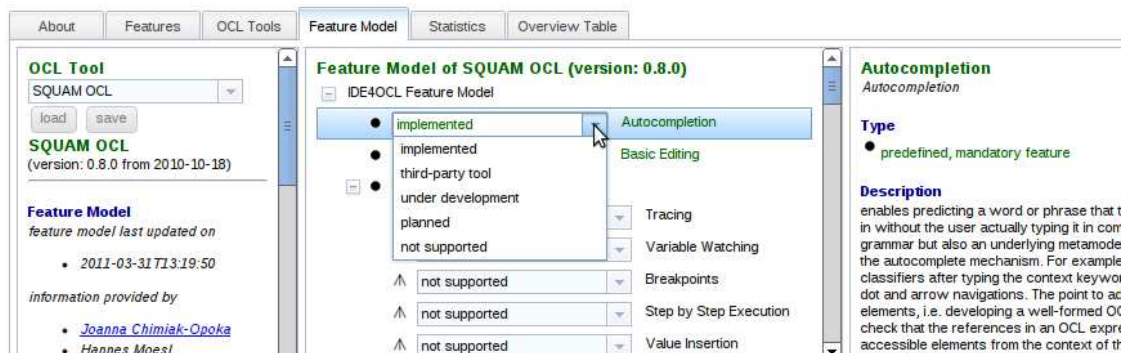 About Features OCL Tools Feature Model Statistics Overview Table
OCL Tool
SQUAM OCL
load save
SQUAM OCL
(version: 0.8.0 from 2010-10-18)
Feature Model
feature model last updated on
• 2011-03-31T13:19:50
information provided by
• Joanna Chimiak-Opoka
• Hannes Moesl
Feature Model of SQUAM OCL (version: 0.8.0)
IDE4OCL Feature Model
implemented Autocompletion
implemented
third-party tool
under development
planned
not supported
Basic Editing
Tracing
Variable Watching
not supported Breakpoints
not supported Step by Step Execution
not supported Value Insertion
Autocompletion
Autocompletion
Type
predefined, mandatory feature
Description
enables predicting a word or phrase that t
in without the user actually typing it in com
grammar but also an underlying metamode
the autocomplete mechanism. For example
classifiers after typing the context keywor
dot and arrow navigations. The point to ac
elements, i.e. developing a well-formed OC
check that the references in an OCL expre
accessible elements from the context of th